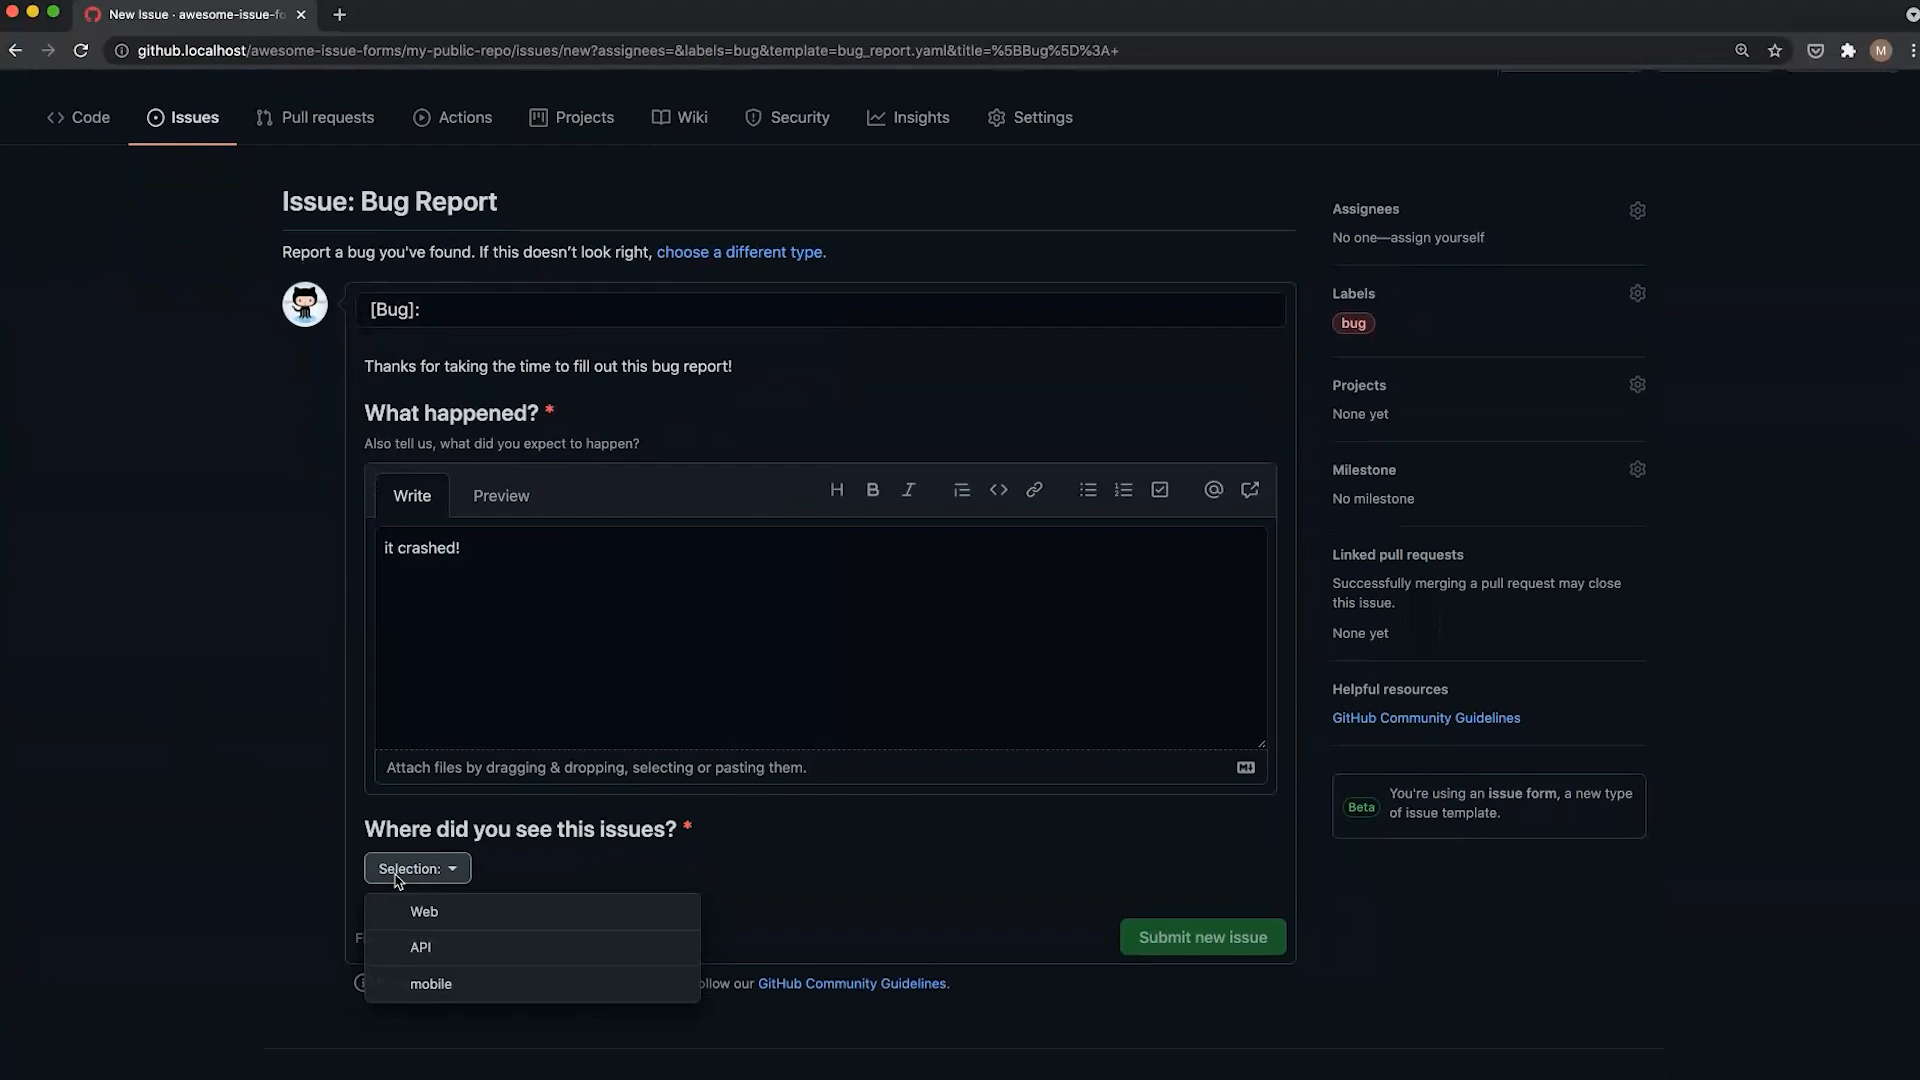 New Issue · awesome-issue-fo
github.localhost/awesome-issue-forms/my-public-repo/issues/new?assignees=&labels=bug&template=bug_report.yaml&title=%5BBug%5D%3A+
M
Code Issues Pull requests Actions Projects Wiki Security Insights Settings
Issue: Bug Report
Report a bug you've found. If this doesn’t look right, choose a different type.
[Bug]:
Thanks for taking the time to fill out this bug report!
What happened? *
Also tell us, what did you expect to happen?
Write Preview
it crashed!
Attach files by dragging & dropping, selecting or pasting them.
Where did you see this issues? *
Selection:
Web
API
mobile
Submit new issue
ollow our GitHub Community Guidelines.
Assignees
No one—assign yourself
Labels
bug
Projects
None yet
Milestone
No milestone
Linked pull requests
Successfully merging a pull request may close
this issue.
None yet
Helpful resources
GitHub Community Guidelines
Beta
You're using an issue form, a new type
of issue template.